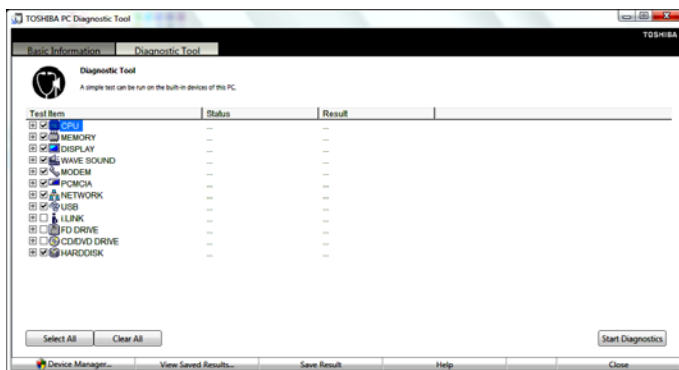 TOSHIBA PC Diagnostic Tool
TOSHIBA
Basic Information Diagnostic Tool
Diagnostic Tool
A simple test can be run on the built-in devices of this PC.
Test Item Status Result
CPU ... ...
MEMORY ... ...
DISPLAY ... ...
WAVE SOUND ... ...
MODEM ... ...
PCMCIA ... ...
NETWORK ... ...
USB ... ...
i.LINK ... ...
FD DRIVE ... ...
CD/DVD DRIVE ... ...
HARDDISK ... ...
Select All Clear All Start Diagnostics
Device Manager... View Saved Results... Save Result Help Close